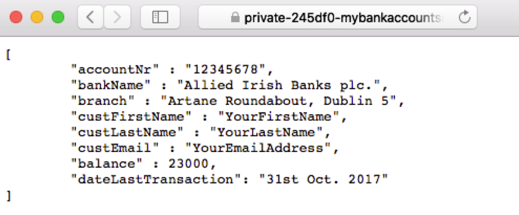 private-245df0-mybankaccounts
[
"accountNr" : "12345678",
"bankName" : "Allied Irish Banks plc.",
"branch" : "Artane Roundabout, Dublin 5",
"custFirstName" : "YourFirstName",
"custLastName" : "YourLastName",
"custEmail" : "YourEmailAddress",
"balance" : 23000,
"dateLastTransaction": "31st Oct. 2017"
]